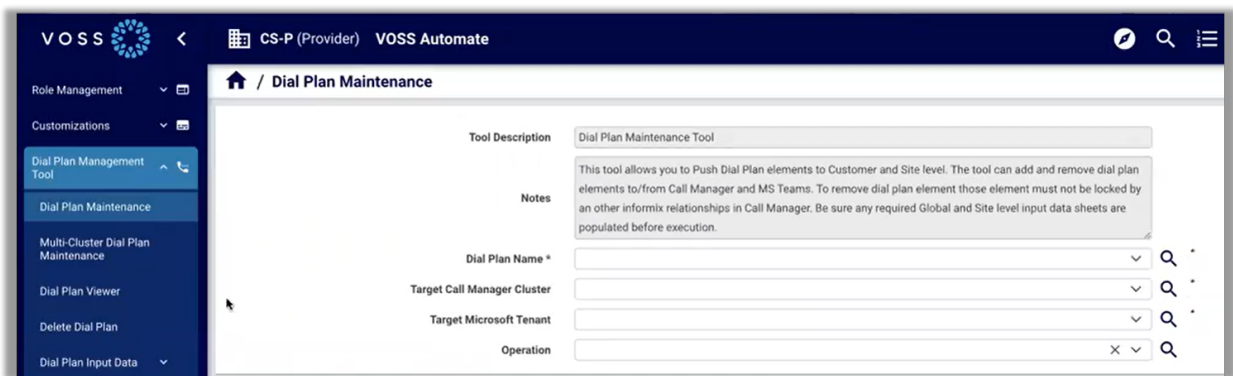 VOSS
CS-P (Provider) VOSS Automate
Role Management
Customizations
Dial Plan Management
Tool
Dial Plan Maintenance
Multi-Cluster Dial Plan
Maintenance
Dial Plan Viewer
Delete Dial Plan
Dial Plan Input Data
/ Dial Plan Maintenance
Tool Description Dial Plan Maintenance Tool
Notes
This tool allows you to Push Dial Plan elements to Customer and Site level. The tool can add and remove dial plan
elements to/from Call Manager and MS Teams. To remove dial plan element those element must not be locked by
an other informix relationships in Call Manager. Be sure any required Global and Site level input data sheets are
populated before execution.
Dial Plan Name *
Target Call Manager Cluster
Target Microsoft Tenant
Operation